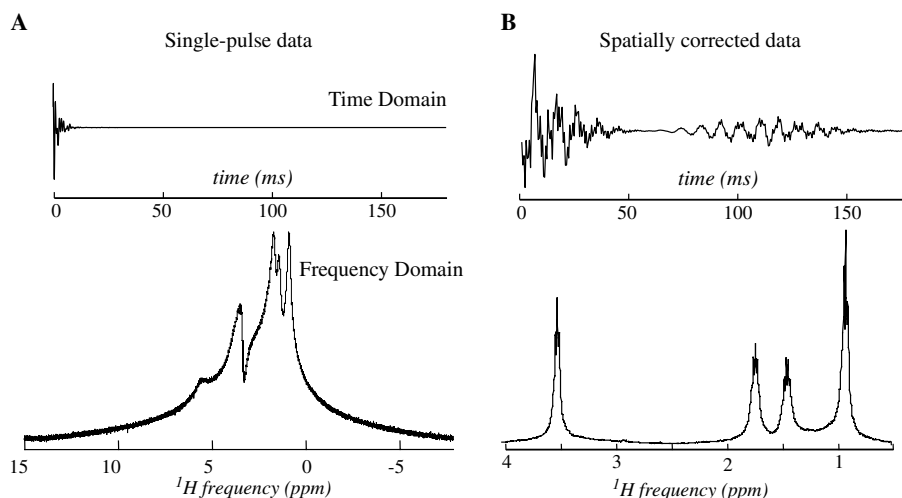 A
Single-pulse data
Time Domain
time (ms)
0 50 100 150
Frequency Domain
15 10 5 0 -5
1H frequency (ppm)
B
Spatially corrected data
time (ms)
0 50 100 150
4 3 2 1
1H frequency (ppm)